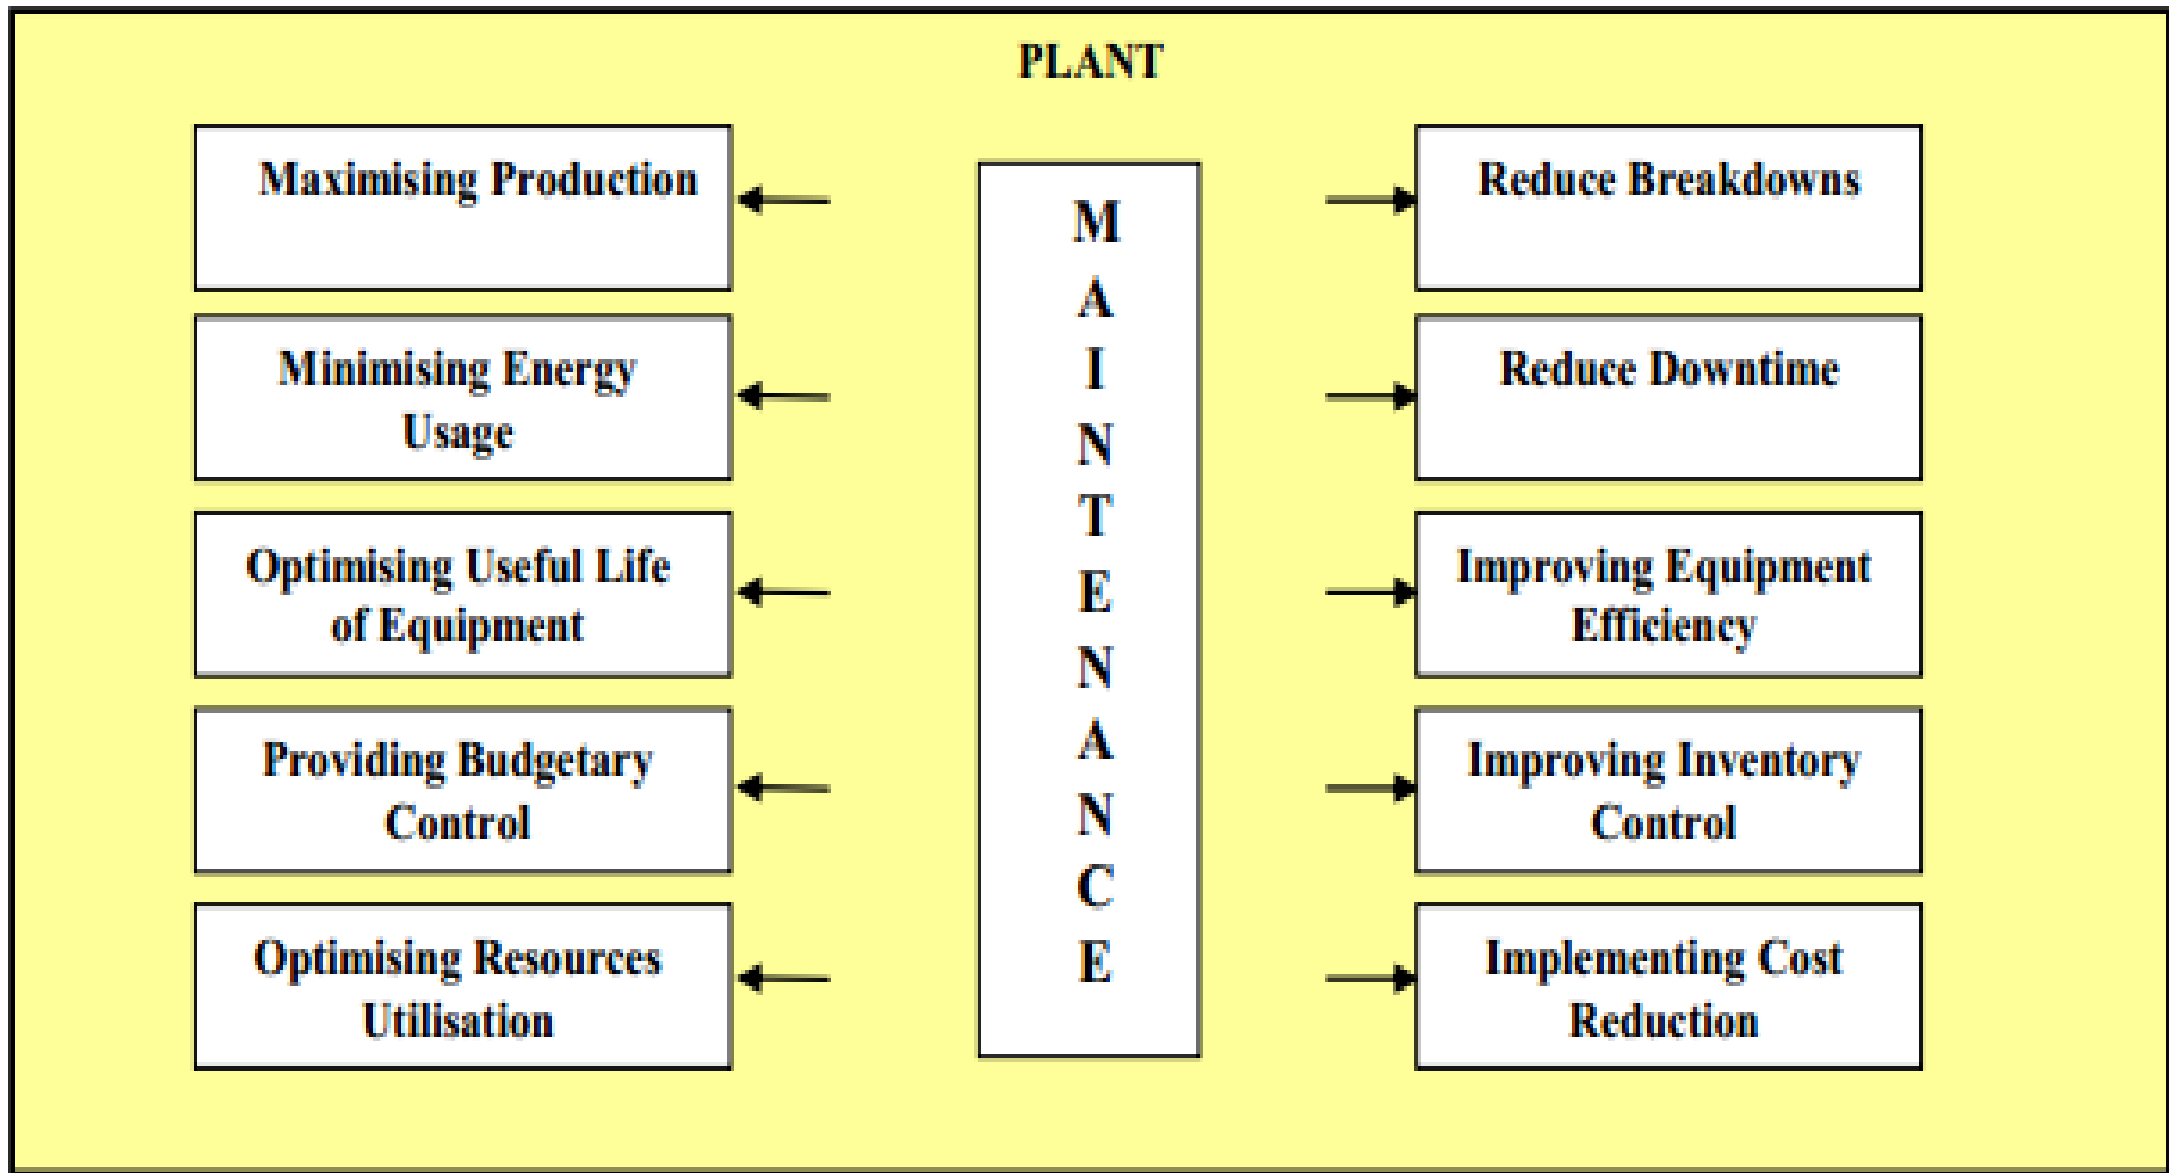 PLANT
Maximising Production
Minimising Energy
Usage
Optimising Useful Life
of Equipment
Providing Budgetary
Control
Optimising Resources
Utilisation
M
A
I
N
T
E
N
A
N
C
E
Reduce Breakdowns
Reduce Downtime
Improving Equipment
Efficiency
Improving Inventory
Control
Implementing Cost
Reduction